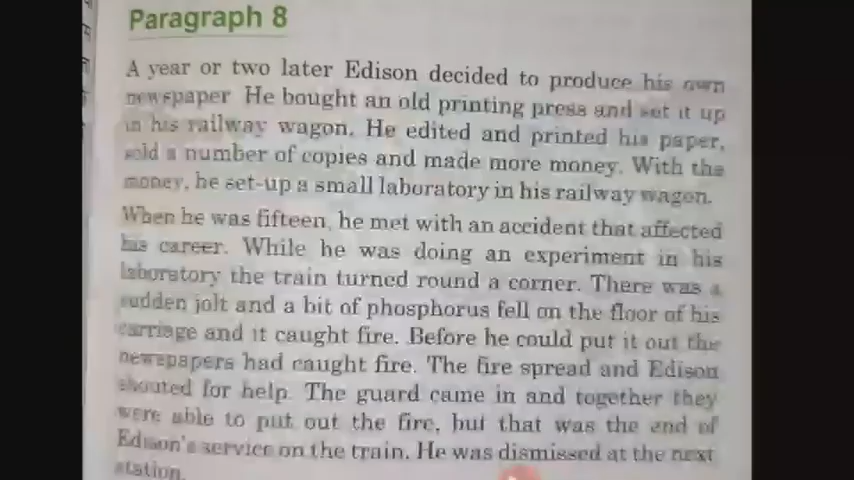 Paragraph 8
A year or two later Edison decided to produce his own
newspaper He bought an old printing press and set it up
in his railway wagon. He edited and printed his paper,
sold a number of copies and made more money. With the
money, he set-up a small laboratory in his railway wagon.
When he was fifteen, he met with an accident that affected
his career. While he was doing an experiment in his
laboratory the train turned round a corner. There was a
sudden jolt and a bit of phosphorus fell on the floor of his
carriage and it caught fire. Before he could put it out the
newspapers had caught fire. The fire spread and Edison
shouted for help. The guard came in and together they
were able to put out the fire, but that was the end of
Edison's service on the train. He was dismissed at the next
station.